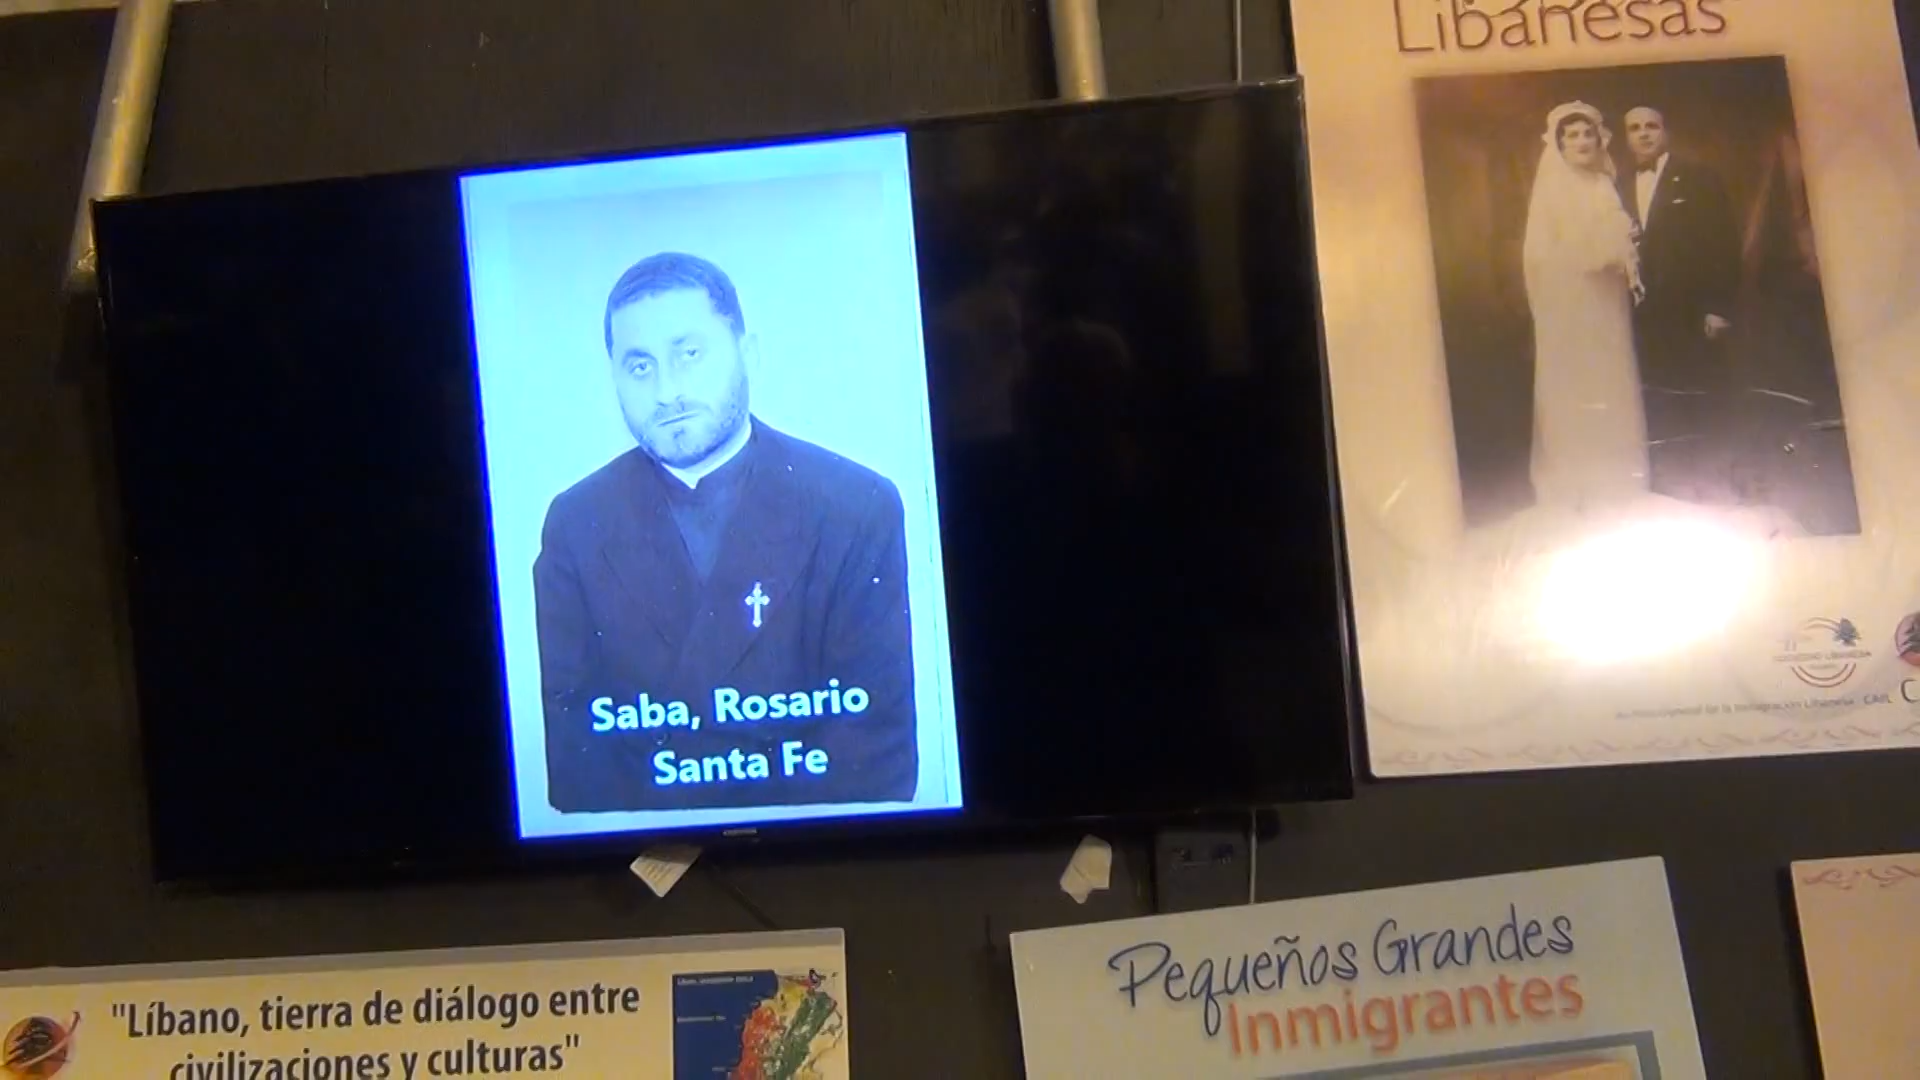 Libanesas
Saba, Rosario
Santa Fe
"Líbano, tierra de diálogo entre
civilizaciones y culturas"
Pequeños Grandes
Inmigrantes